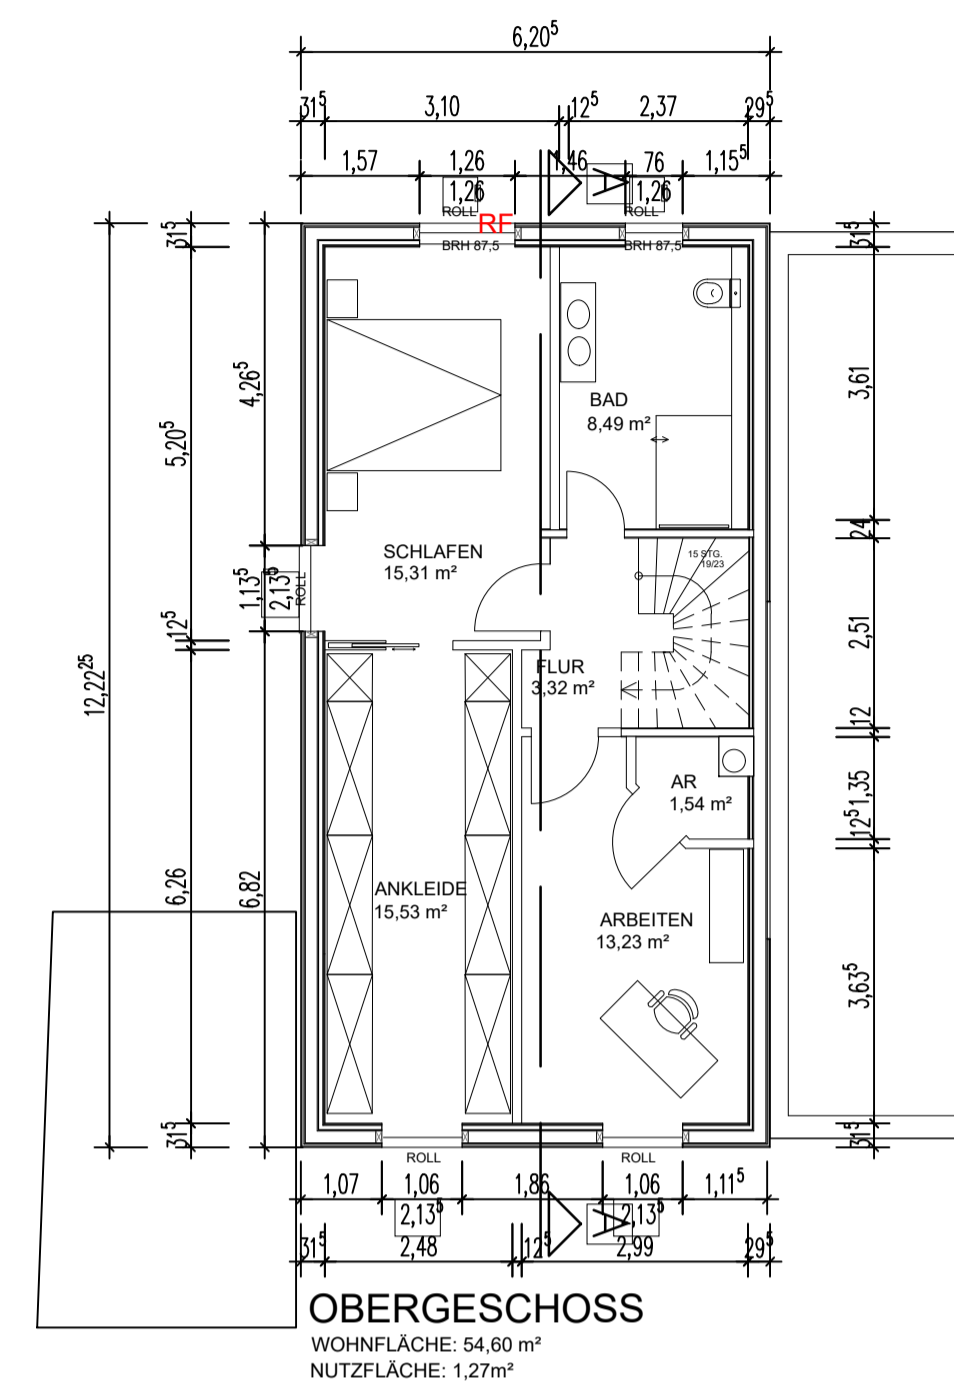 6,20⁵
31⁵ 3,10 12⁵ 2,37 29⁵
1,57 1,26 1,46 76 1,15⁵
1,26 A 1,26
ROLL ROLL
RF
BRH 87,5 BRH 87,5
31⁵ 31⁵
4,26⁵
5,20⁵
3,61
BAD
8,49 m²
24
SCHLAFEN
15,31 m²
15 STG.
19/23
1,13⁵
2,13⁵
ROLL
12⁵
2,51
FLUR
3,32 m²
12,22²⁵
12
AR
1,54 m²
1,35
12⁵
6,26
6,82
ANKLEIDE
15,53 m²
ARBEITEN
13,23 m²
3,63⁵
31⁵ 31⁵
ROLL ROLL
1,07 1,06 1,86 1,06 1,11⁵
2,13⁵ A 2,13⁵
31⁵ 2,48 12⁵ 2,99 29⁵
OBERGESCHOSS
WOHNFLÄCHE: 54,60 m²
NUTZFLÄCHE: 1,27m²